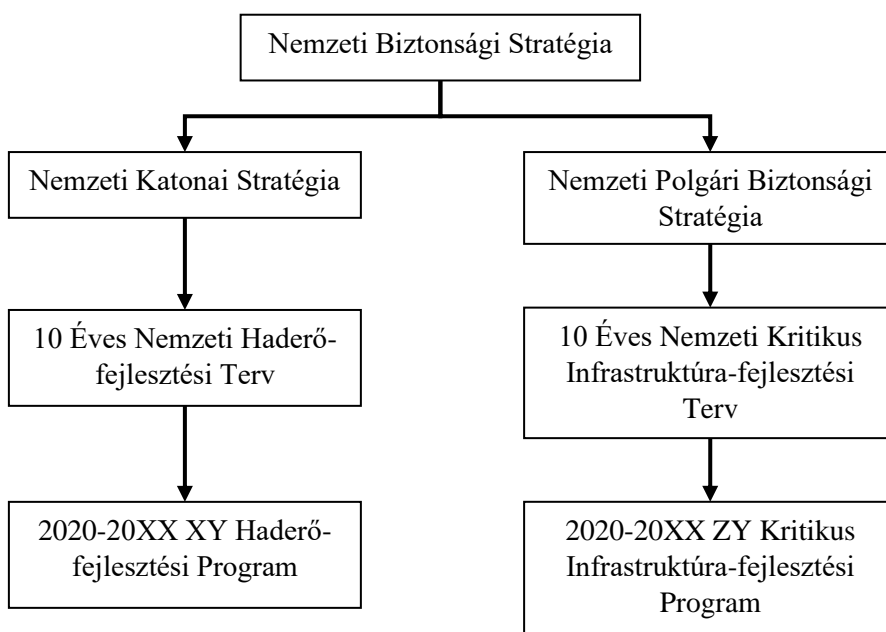 Nemzeti Biztonsági Stratégia
Nemzeti Katonai Stratégia
Nemzeti Polgári Biztonsági
Stratégia
10 Éves Nemzeti Haderő-
fejlesztési Terv
10 Éves Nemzeti Kritikus
Infrastruktúra-fejlesztési
Terv
2020-20XX XY Haderő-
fejlesztési Program
2020-20XX ZY Kritikus
Infrastruktúra-fejlesztési
Program